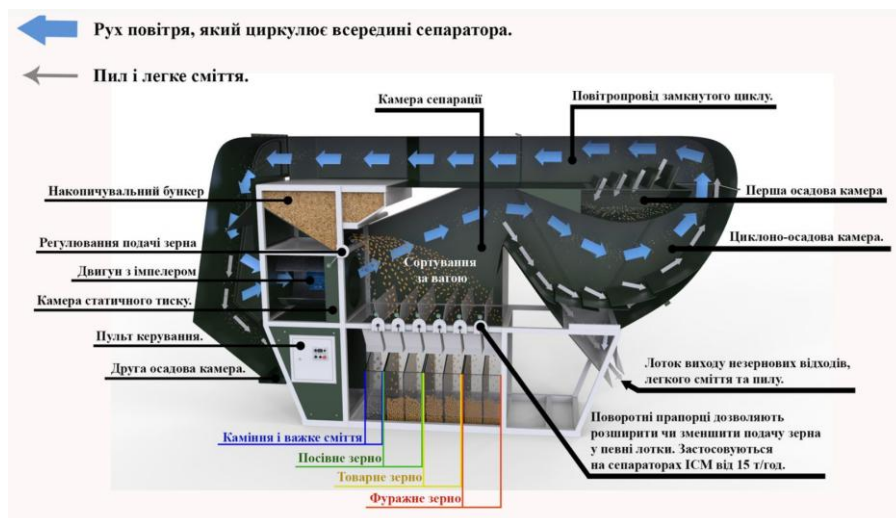 Рух повітря, який циркулює всередині сепаратора.
Пил і легке сміття.
Камера сепарації
Повітропровід замкнутого циклу.
Накопичувальний бункер
Перша осадова камера
Регулювання подачі зерна
Циклоно-осадова камера.
Двигун з імпелером
Сортування
за вагою
Камера статичного тиску.
Пульт керування.
Друга осадова камера.
Лоток виходу незернових відходів,
легкого сміття та пилу.
Поворотні прапорці дозволяють
розширити чи зменшити подачу зерна
у певні лотки. Застосовуються
на сепараторах ІСМ від 15 т/год.
Каміння і важке сміття
Посівне зерно
Товарне зерно
Фуражне зерно